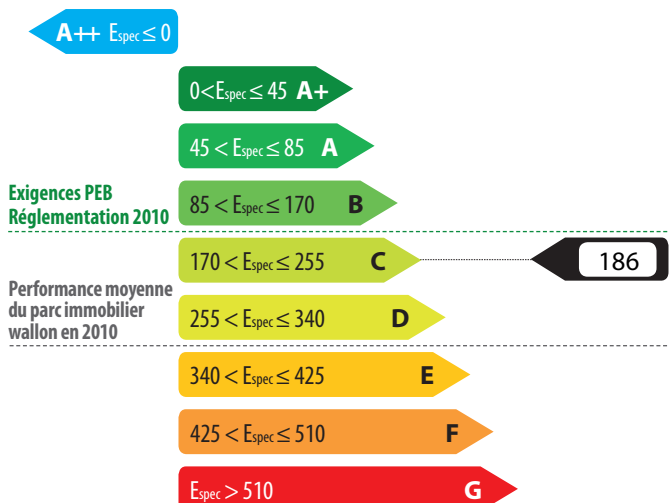 A++ Espec ≤ 0
0<Espec ≤ 45 A+
45 < Espec ≤ 85 A
Exigences PEB
Réglementation 2010
85 < Espec ≤ 170 B
170 < Espec ≤ 255 C
186
Performance moyenne
du parc immobilier
wallon en 2010
255 < Espec ≤ 340 D
340 < Espec ≤ 425 E
425 < Espec ≤ 510 F
Espec > 510 G